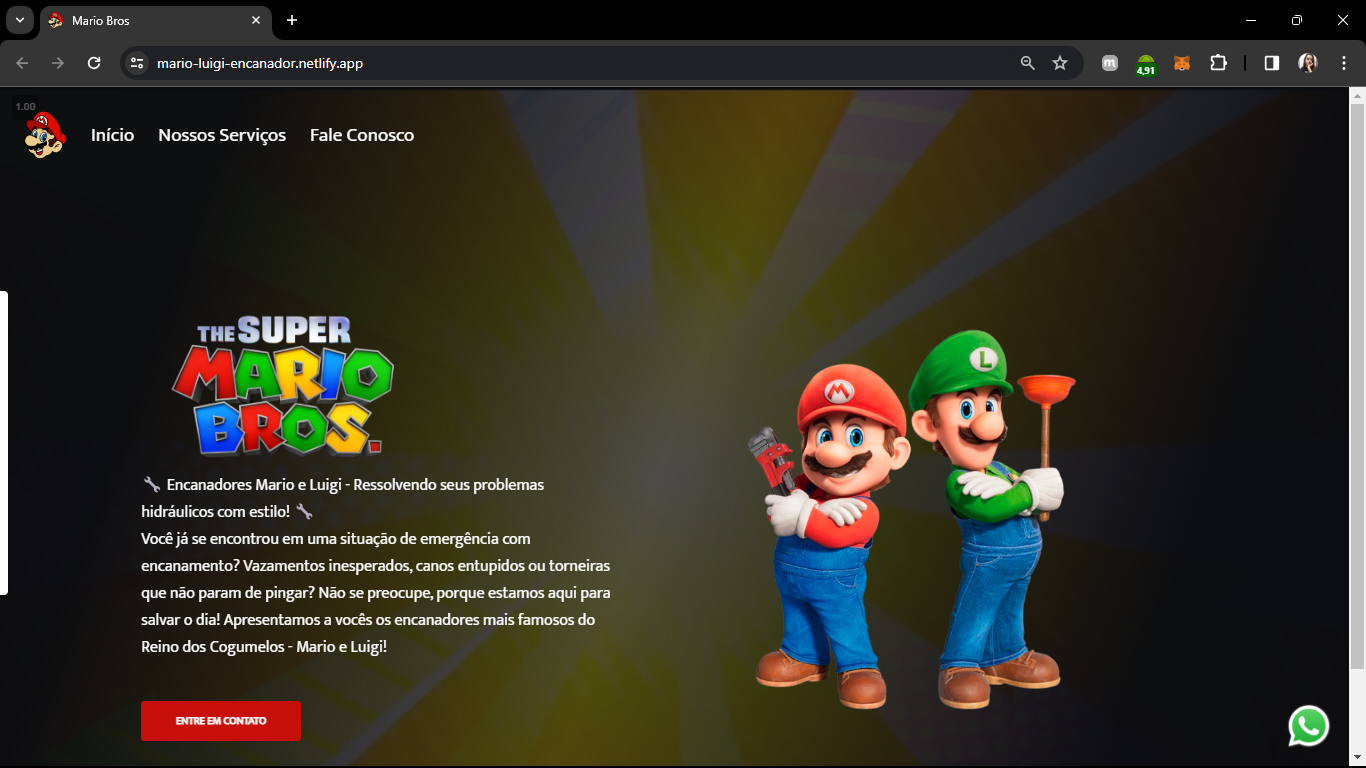 Mario Bros
mario-luigi-encanador.netlify.app
4,91
1.00
Início Nossos Serviços Fale Conosco
THE SUPER
MARIO
BROS.
🔧 Encanadores Mario e Luigi - Ressolvendo seus problemas
hidráulicos com estilo! 🔧
Você já se encontrou em uma situação de emergência com
encanamento? Vazamentos inesperados, canos entupidos ou torneiras
que não param de pingar? Não se preocupe, porque estamos aqui para
salvar o dia! Apresentamos a vocês os encanadores mais famosos do
Reino dos Cogumelos - Mario e Luigi!
M
L
ENTRE EM CONTATO